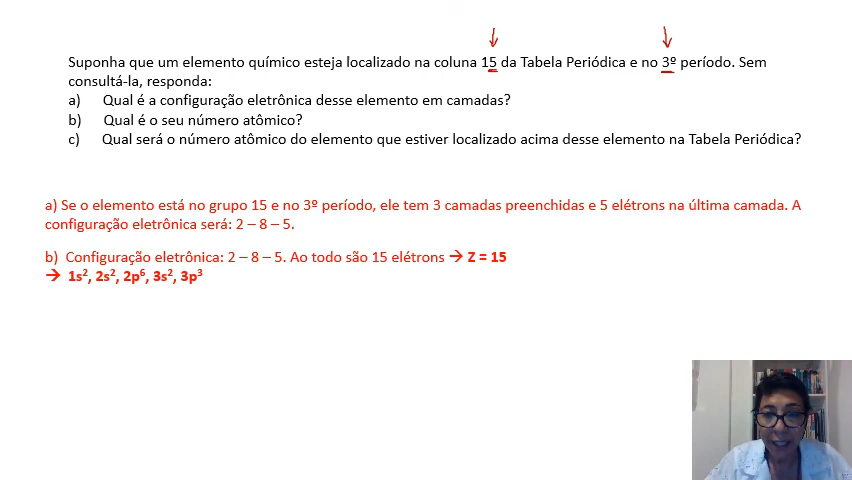 Suponha que um elemento químico esteja localizado na coluna 15 da Tabela Periódica e no 3º período. Sem
consultá-la, responda:
a) Qual é a configuração eletrônica desse elemento em camadas?
b) Qual é o seu número atômico?
c) Qual será o número atômico do elemento que estiver localizado acima desse elemento na Tabela Periódica?
a) Se o elemento está no grupo 15 e no 3º período, ele tem 3 camadas preenchidas e 5 elétrons na última camada. A
configuração eletrônica será: 2 – 8 – 5.
b) Configuração eletrônica: 2 – 8 – 5. Ao todo são 15 elétrons → Z = 15
→ 1s², 2s², 2p⁶, 3s², 3p³